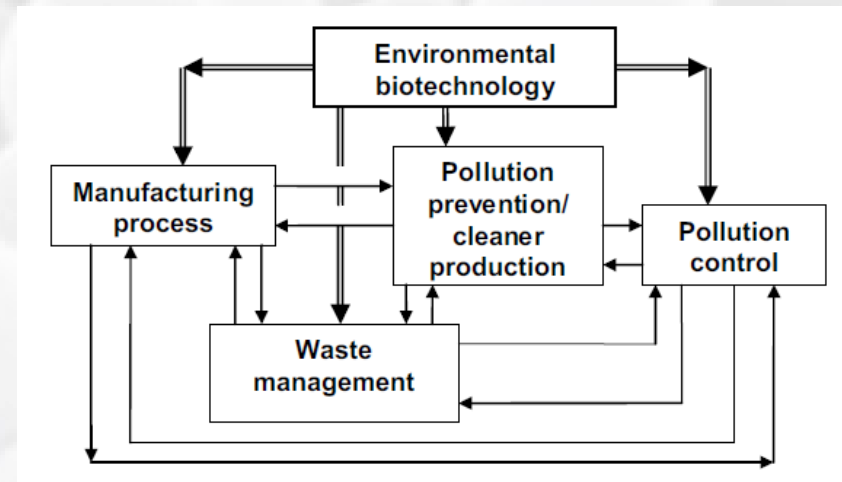 Environmental
biotechnology
Manufacturing
process
Pollution
prevention/
cleaner
production
Pollution
control
Waste
management